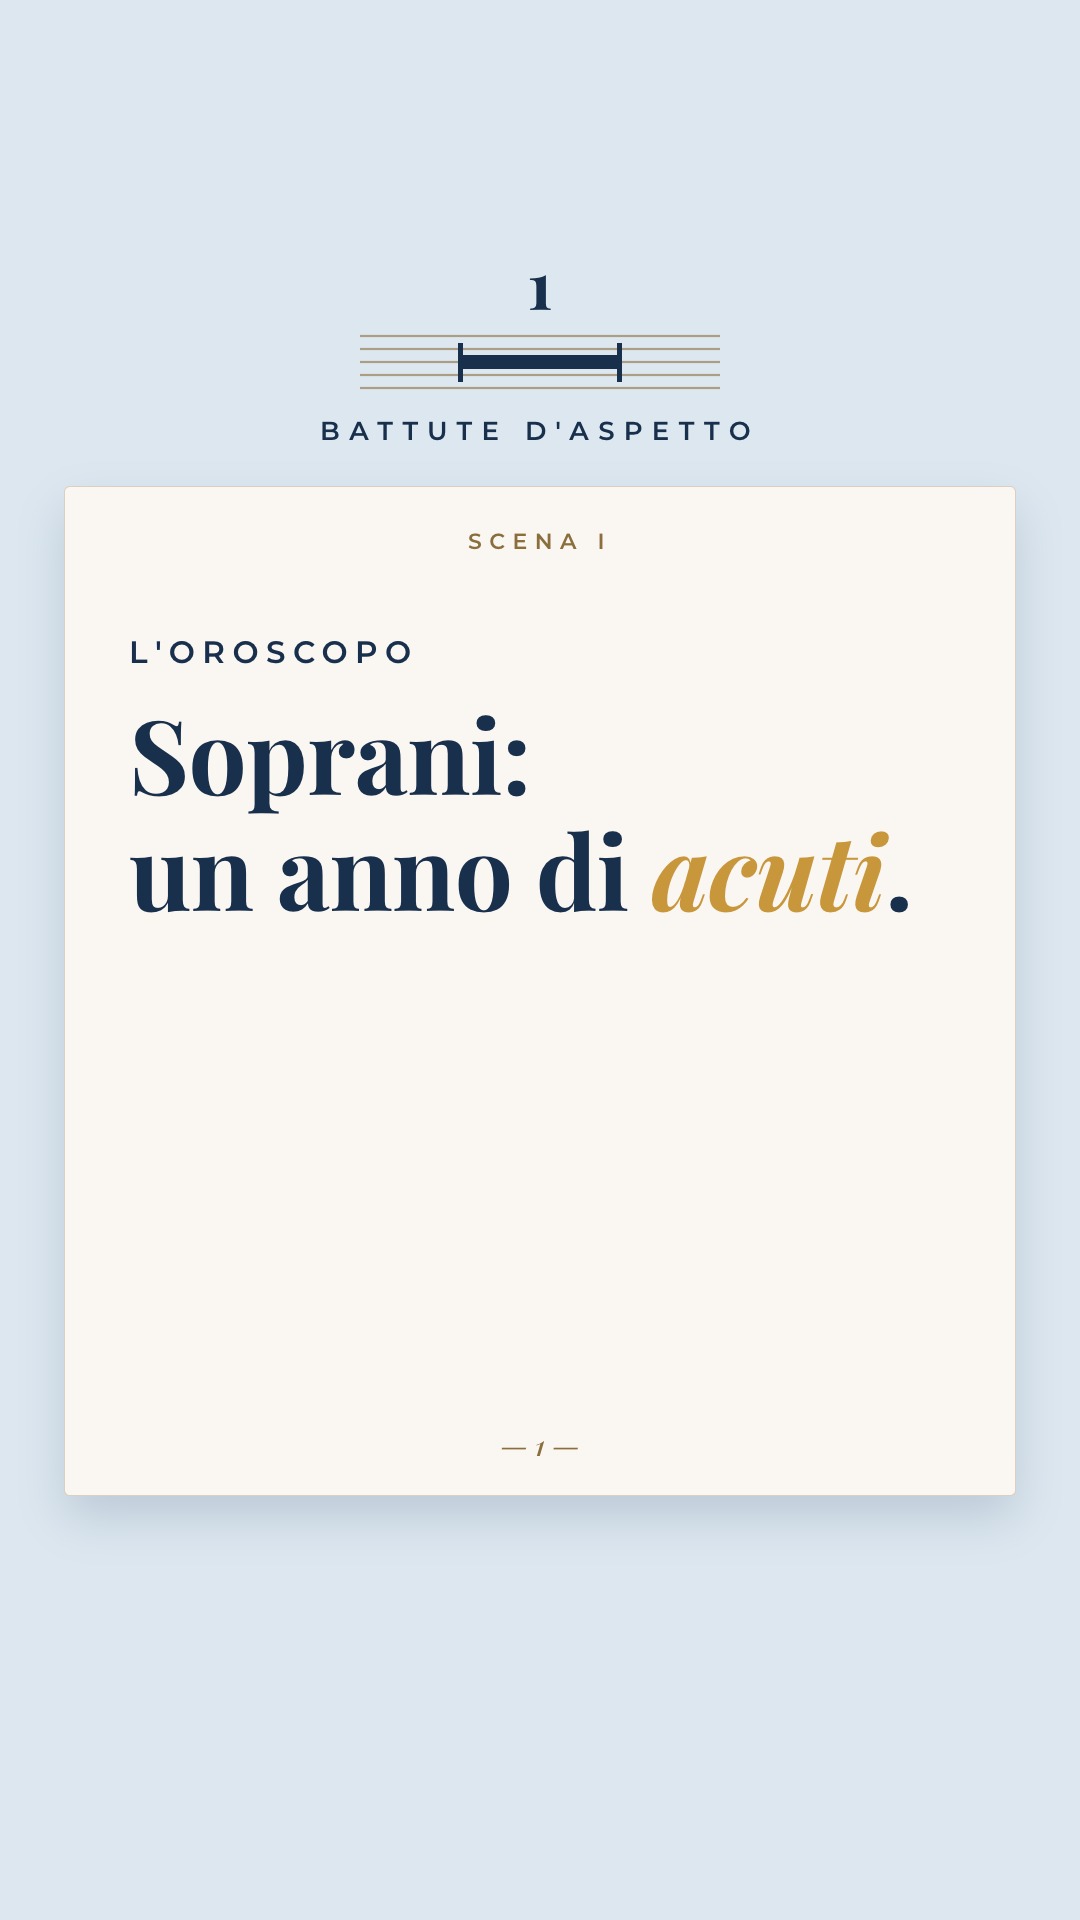 1
BATTUTE D'ASPETTO
SCENA I
L'OROSCOPO
Soprani:
un anno di acuti.
— 1 —